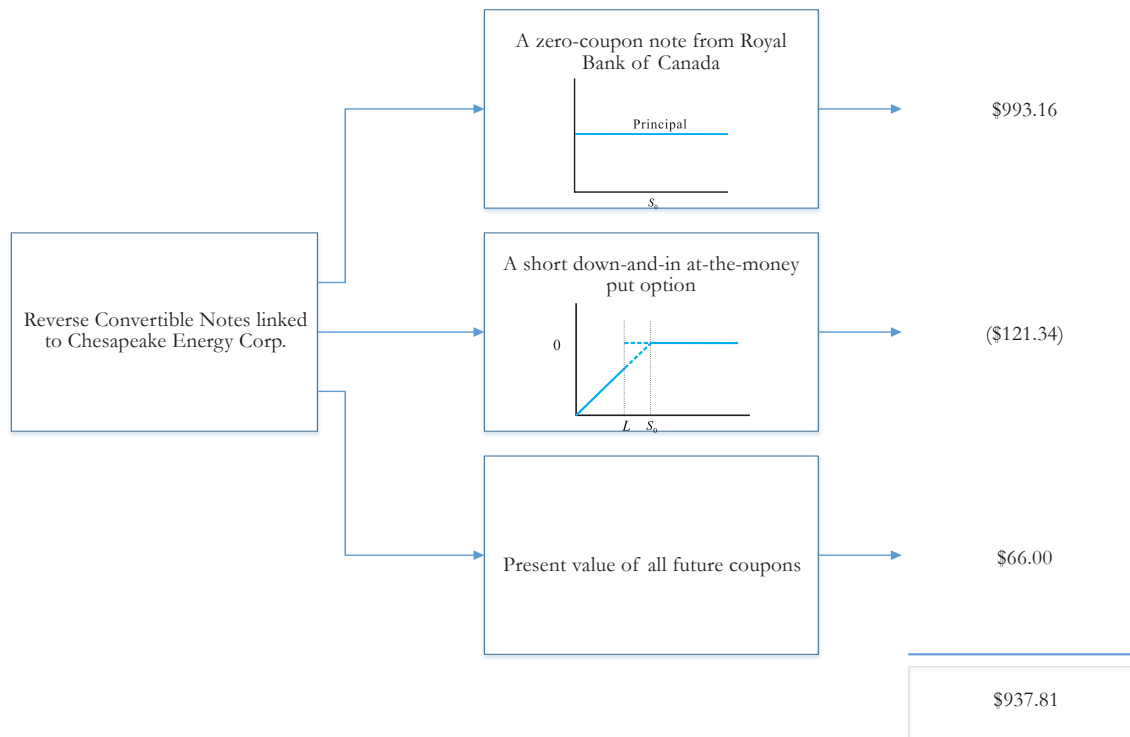 A zero-coupon note from Royal
Bank of Canada
Principal
S₀
$993.16
Reverse Convertible Notes linked
to Chesapeake Energy Corp.
A short down-and-in at-the-money
put option
0
L S₀
($121.34)
Present value of all future coupons
$66.00
$937.81